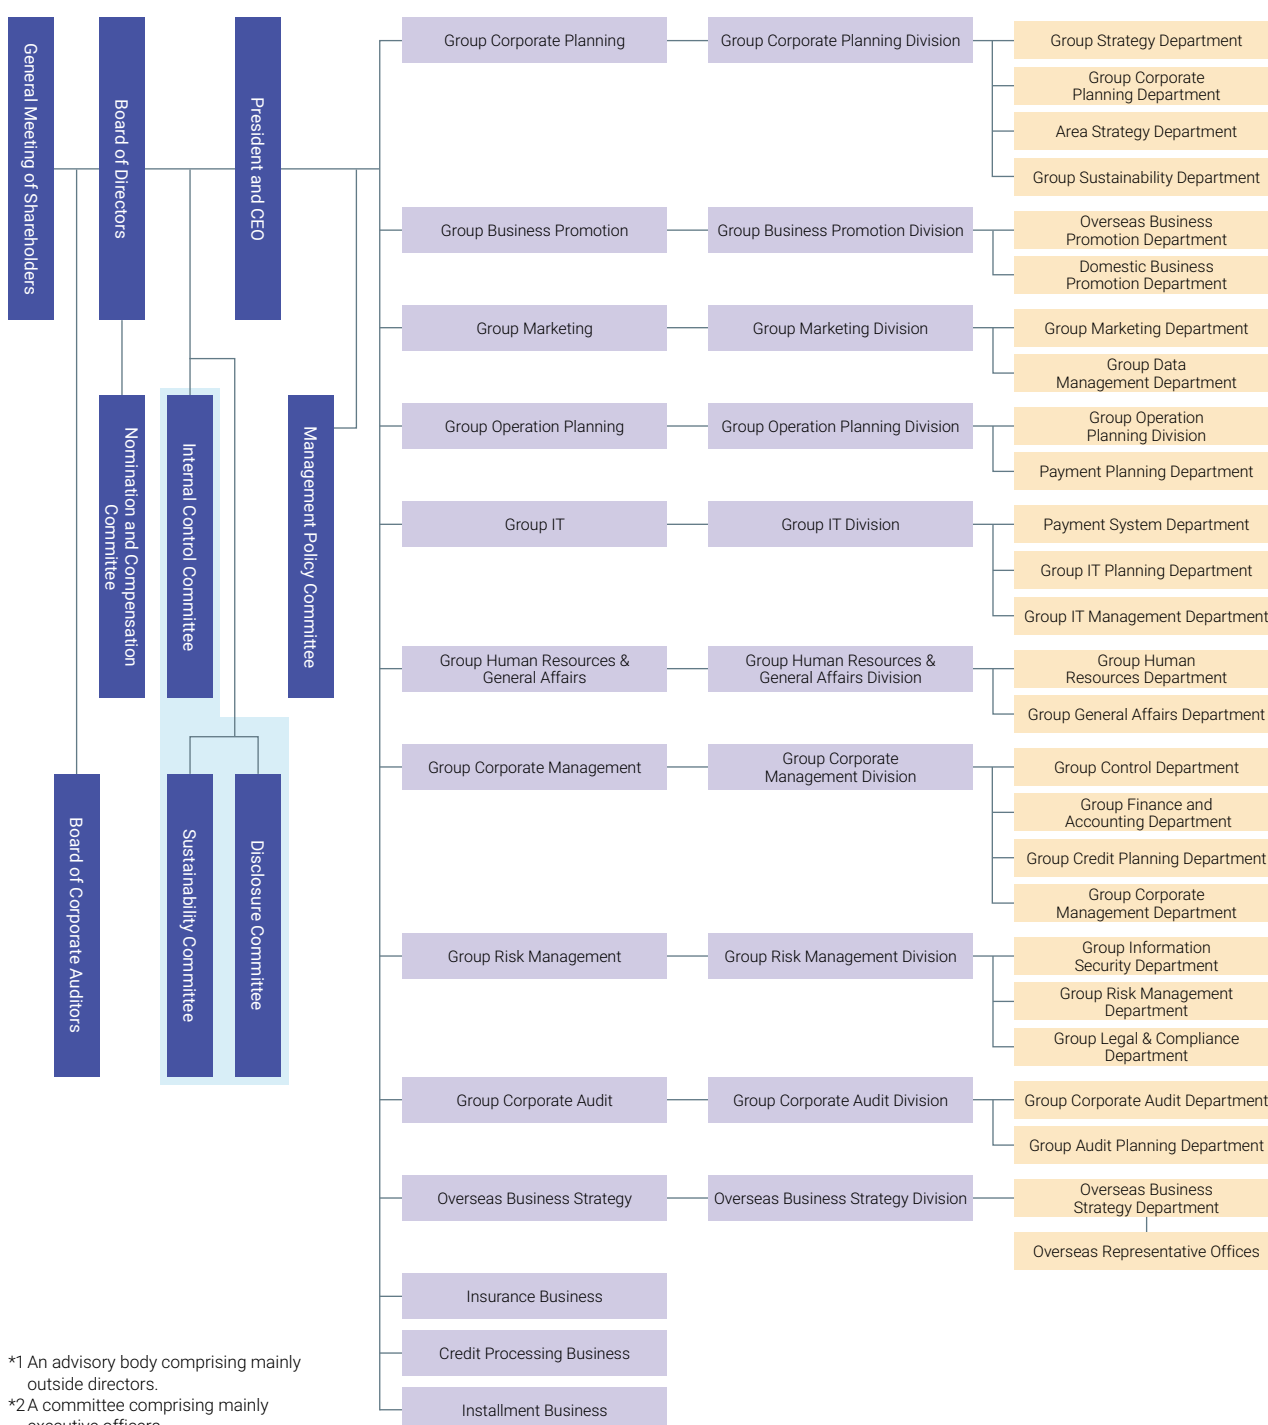 General Meeting of Shareholders
Board of Directors
President and CEO
Nomination and Compensation
Committee
Internal Control Committee
Management Policy Committee
Board of Corporate Auditors
Sustainability Committee
Disclosure Committee
Group Corporate Planning
Group Corporate Planning Division
Group Strategy Department
Group Corporate
Planning Department
Area Strategy Department
Group Sustainability Department
Group Business Promotion
Group Business Promotion Division
Overseas Business
Promotion Department
Domestic Business
Promotion Department
Group Marketing
Group Marketing Division
Group Marketing Department
Group Data
Management Department
Group Operation Planning
Group Operation Planning Division
Group Operation
Planning Division
Payment Planning Department
Group IT
Group IT Division
Payment System Department
Group IT Planning Department
Group IT Management Department
Group Human Resources &
General Affairs
Group Human Resources &
General Affairs Division
Group Human
Resources Department
Group General Affairs Department
Group Corporate Management
Group Corporate
Management Division
Group Control Department
Group Finance and
Accounting Department
Group Credit Planning Department
Group Corporate
Management Department
Group Risk Management
Group Risk Management Division
Group Information
Security Department
Group Risk Management
Department
Group Legal & Compliance
Department
Group Corporate Audit
Group Corporate Audit Division
Group Corporate Audit Department
Group Audit Planning Department
Overseas Business Strategy
Overseas Business Strategy Division
Overseas Business
Strategy Department
Overseas Representative Offices
Insurance Business
Credit Processing Business
Installment Business
*1 An advisory body comprising mainly
outside directors.
*2 A committee comprising mainly
executive officers